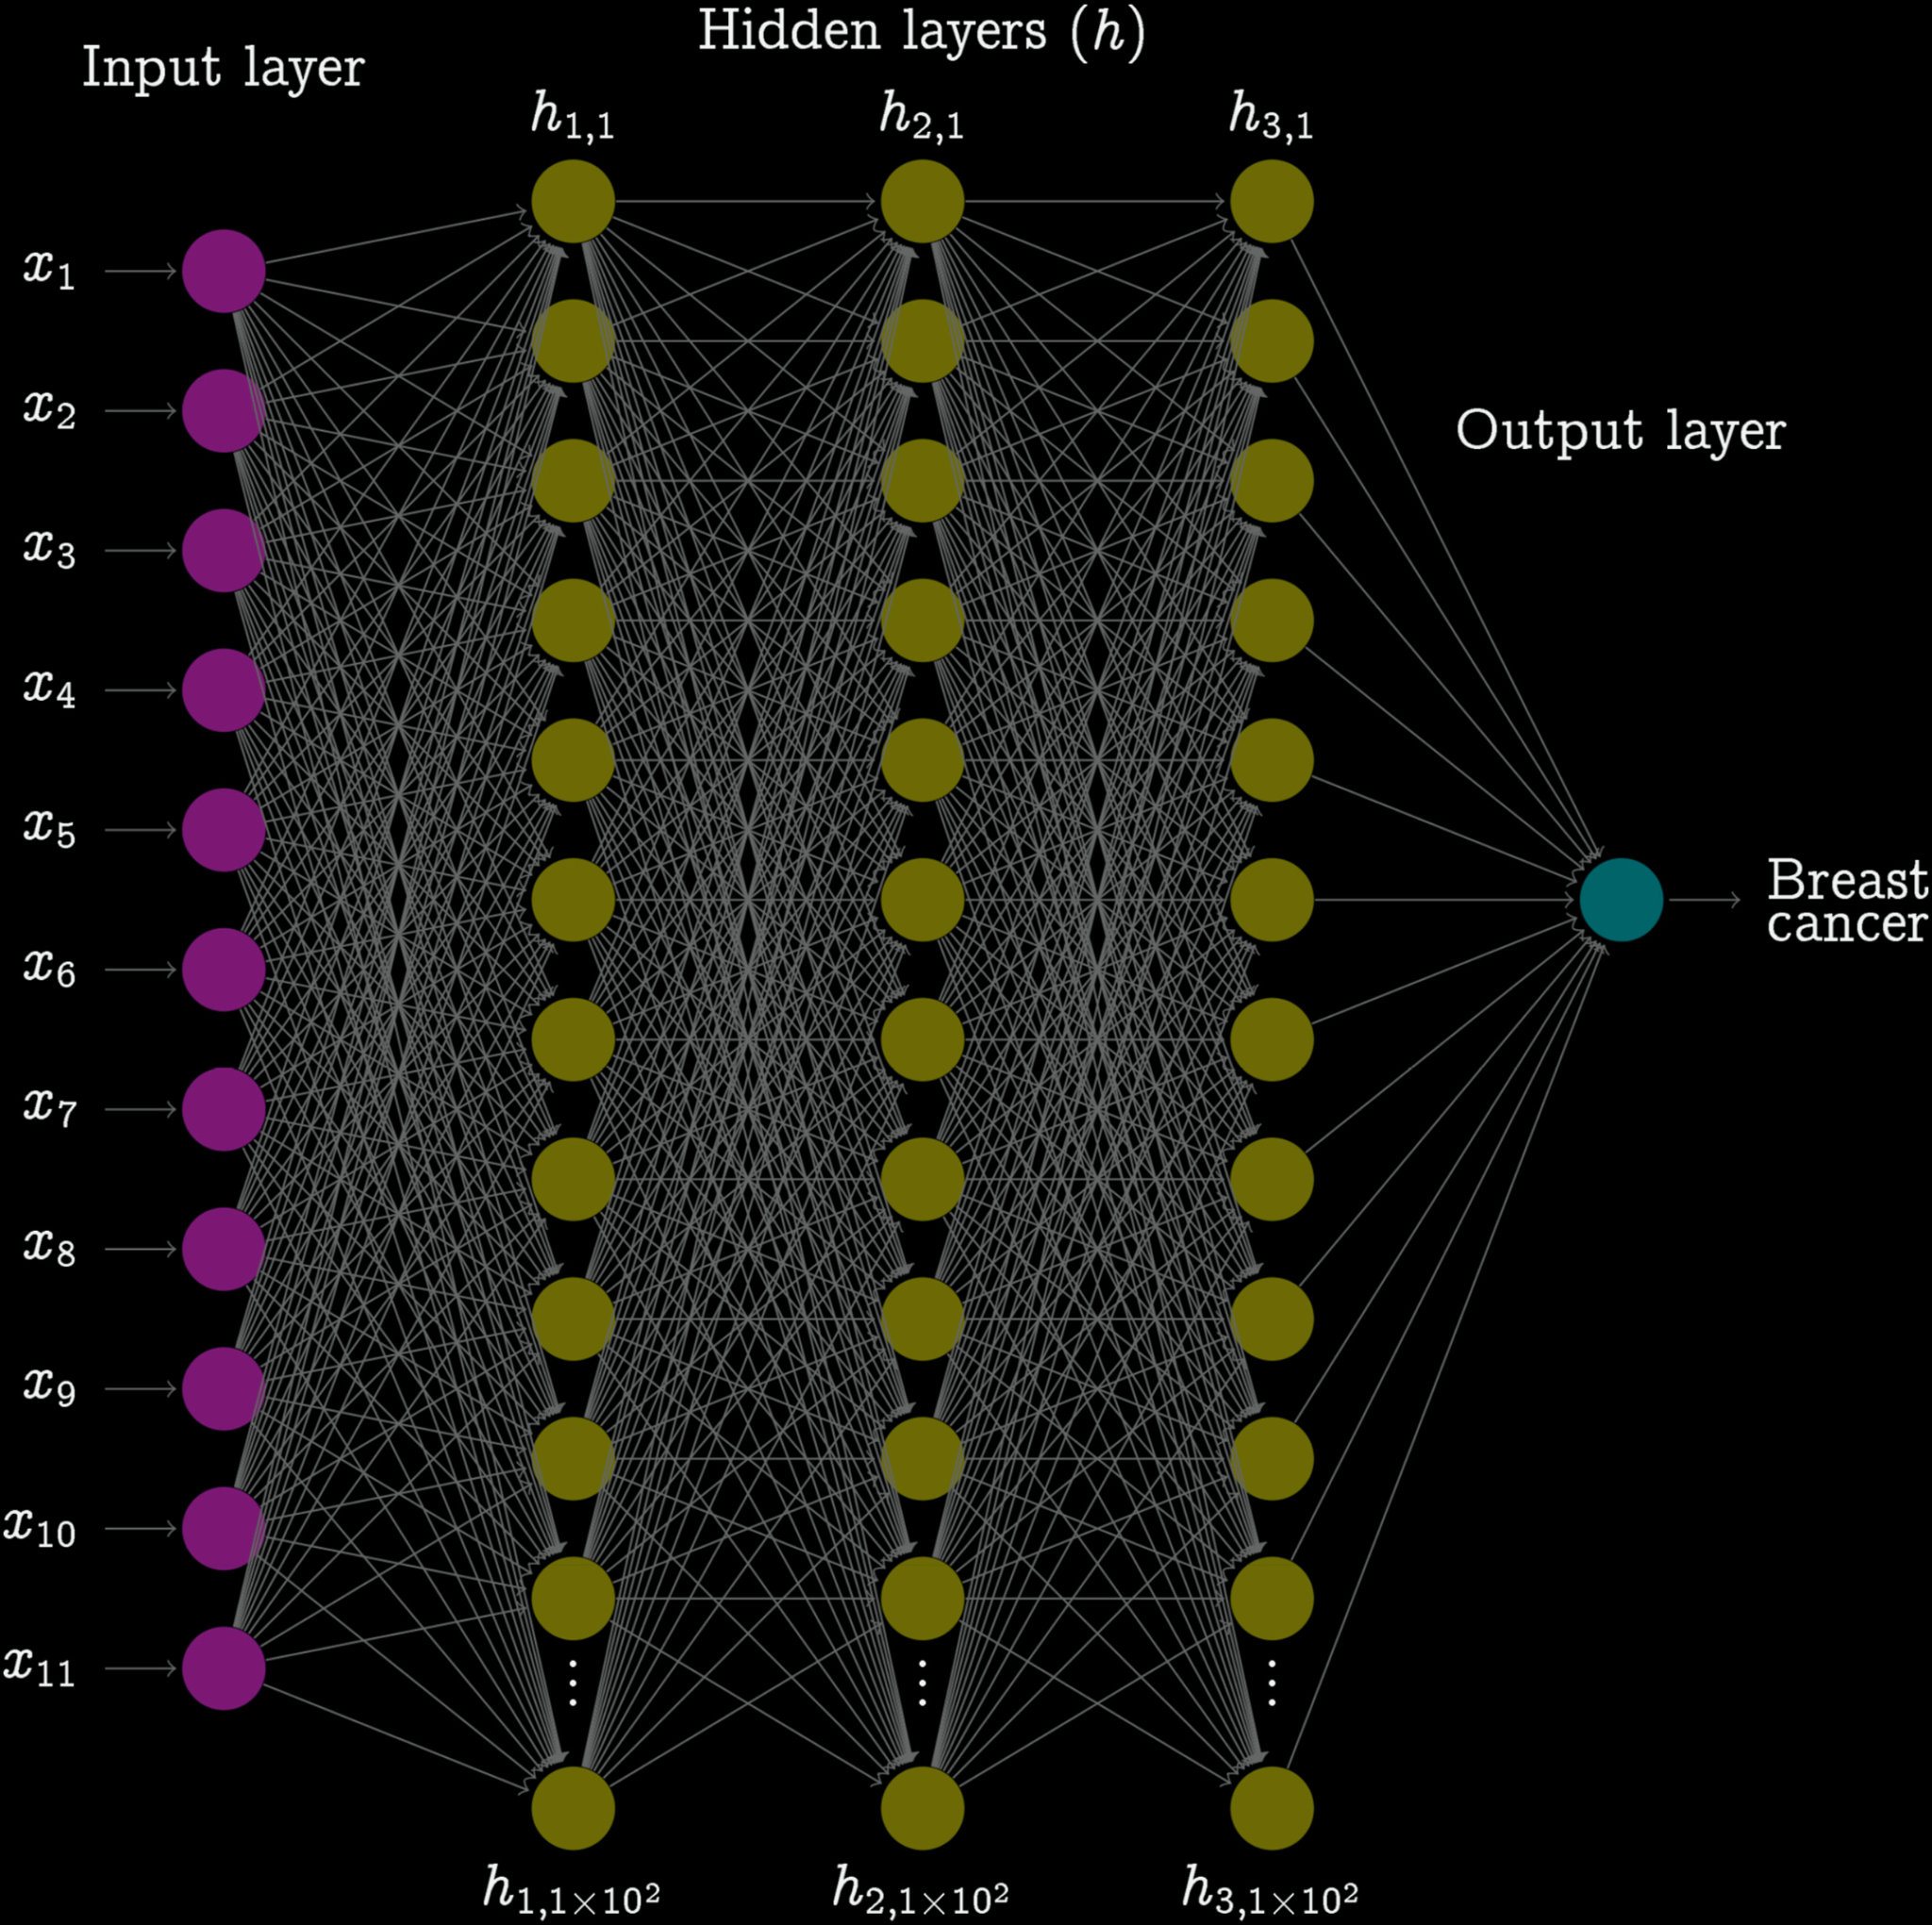 Hidden layers (h)
Input layer
h₁,₁
h₂,₁
h₃,₁
x₁
x₂
Output layer
x₃
x₄
x₅
Breast
cancer
x₆
x₇
x₈
x₉
x₁₀
x₁₁
⋮
⋮
⋮
h₁,₁×₁₀²
h₂,₁×₁₀²
h₃,₁×₁₀²